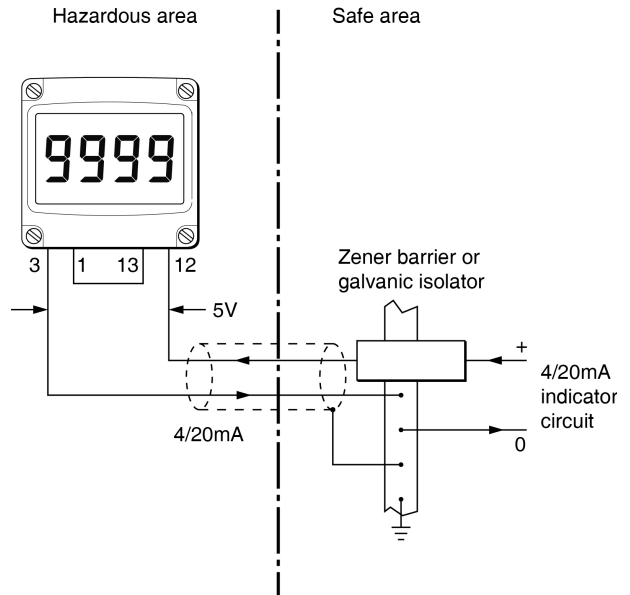 Hazardous area
Safe area
9999
3
1
13
12
5V
Zener barrier or
galvanic isolator
+
4/20mA
indicator
circuit
0
4/20mA